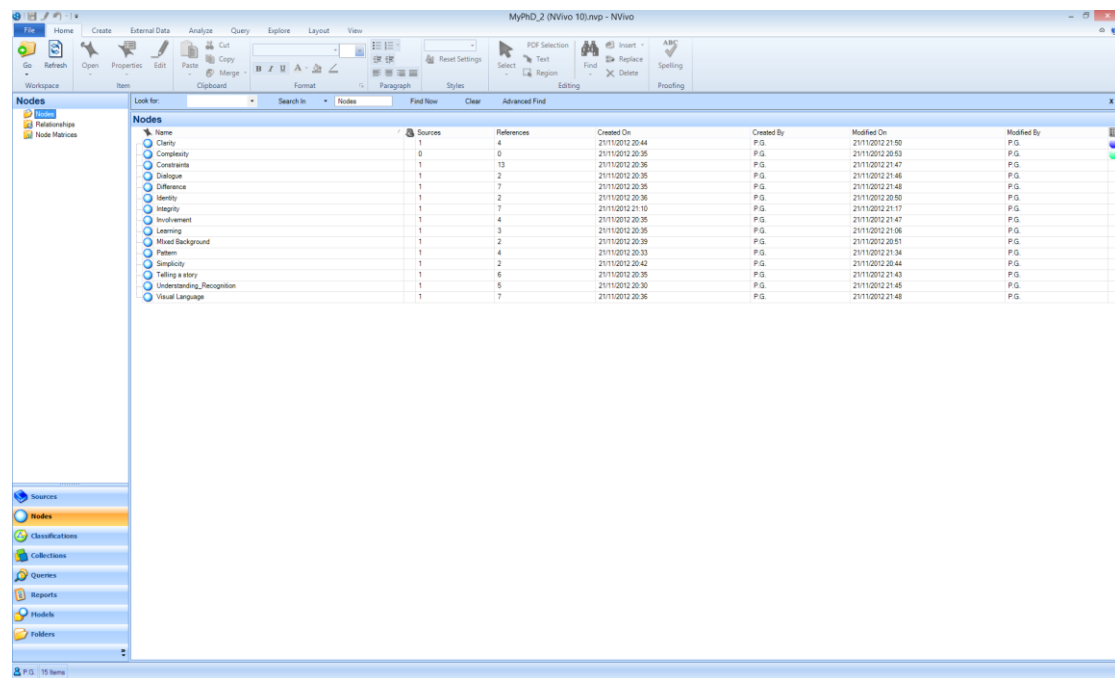 MyPhD_2 (NVivo 10).nvp - NVivo
File Home Create External Data Analyze Query Explore Layout View
Go Refresh Open Properties Edit Paste Cut Copy Merge B I U A Reset Settings Select PDF Selection Text Region Find Insert Replace Delete ABC Spelling
Workspace Item Clipboard Format Paragraph Styles Editing Proofing
Nodes Look for: Search In Nodes Find Now Clear Advanced Find x
Nodes
Relationships
Node Matrices
Nodes
Name Sources References Created On Created By Modified On Modified By
Clarity 1 4 21/11/2012 20:44 P.G. 21/11/2012 21:50 P.G.
Complexity 0 0 21/11/2012 20:35 P.G. 21/11/2012 20:53 P.G.
Constraints 1 13 21/11/2012 20:36 P.G. 21/11/2012 21:47 P.G.
Dialogue 1 2 21/11/2012 20:35 P.G. 21/11/2012 21:46 P.G.
Difference 1 7 21/11/2012 20:35 P.G. 21/11/2012 21:48 P.G.
Identity 1 2 21/11/2012 20:36 P.G. 21/11/2012 20:50 P.G.
Integrity 1 7 21/11/2012 21:10 P.G. 21/11/2012 21:17 P.G.
Involvement 1 4 21/11/2012 20:35 P.G. 21/11/2012 21:47 P.G.
Learning 1 3 21/11/2012 20:35 P.G. 21/11/2012 21:06 P.G.
MIxed Background 1 2 21/11/2012 20:39 P.G. 21/11/2012 20:51 P.G.
Pattern 1 4 21/11/2012 20:33 P.G. 21/11/2012 21:34 P.G.
Simplicity 1 2 21/11/2012 20:42 P.G. 21/11/2012 20:44 P.G.
Telling a story 1 6 21/11/2012 20:35 P.G. 21/11/2012 21:43 P.G.
Understanding_Recognition 1 5 21/11/2012 20:30 P.G. 21/11/2012 21:45 P.G.
Visual Language 1 7 21/11/2012 20:36 P.G. 21/11/2012 21:48 P.G.
Sources
Nodes
Classifications
Collections
Queries
Reports
Models
Folders
P.G. 15 Items